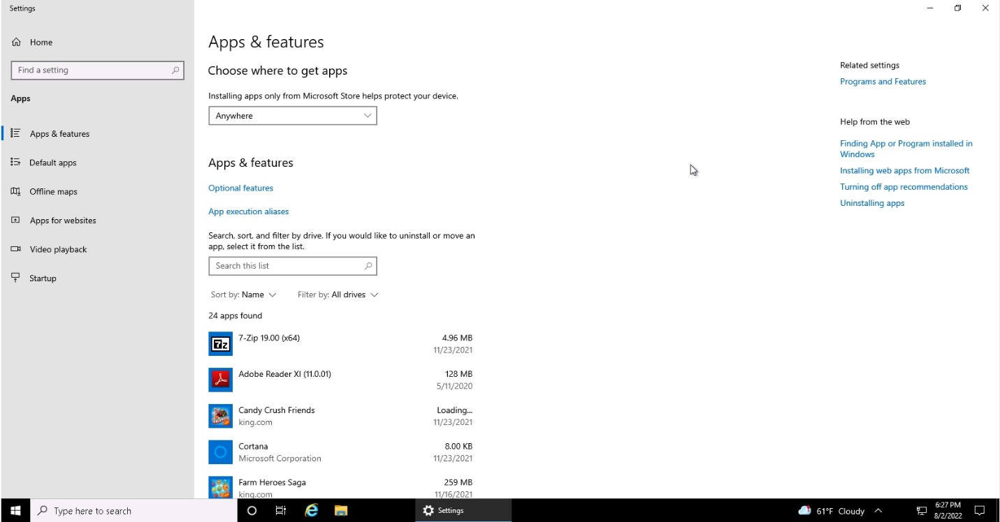 Settings
Home
Find a setting
Apps
Apps & features
Default apps
Offline maps
Apps for websites
Video playback
Startup
Apps & features
Choose where to get apps
Installing apps only from Microsoft Store helps protect your device.
Anywhere
Apps & features
Optional features
App execution aliases
Search, sort, and filter by drive. If you would like to uninstall or move an
app, select it from the list.
Search this list
Sort by: Name Filter by: All drives
24 apps found
7-Zip 19.00 (x64) 4.96 MB
11/23/2021
Adobe Reader XI (11.0.01) 128 MB
5/11/2020
Candy Crush Friends Loading...
king.com 11/23/2021
Cortana 8.00 KB
Microsoft Corporation 11/23/2021
Farm Heroes Saga 259 MB
king.com 11/16/2021
Related settings
Programs and Features
Help from the web
Finding App or Program installed in
Windows
Installing web apps from Microsoft
Turning off app recommendations
Uninstalling apps
Type here to search
Settings
61°F Cloudy
6:27 PM
8/2/2022